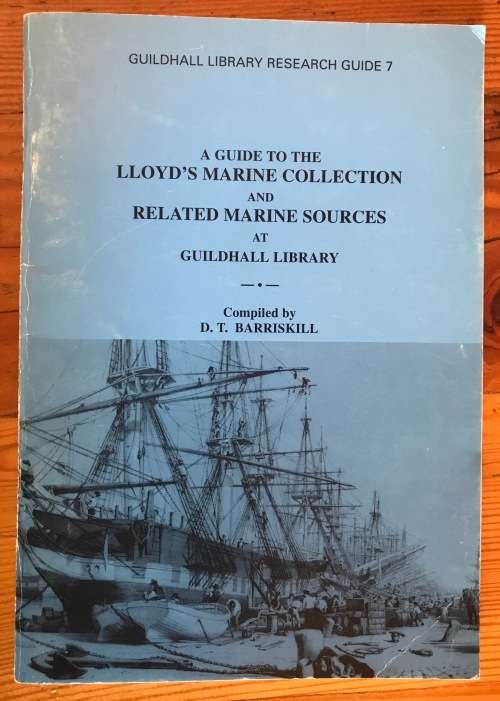 GUILDHALL LIBRARY RESEARCH GUIDE 7
A GUIDE TO THE
LLOYD'S MARINE COLLECTION
AND
RELATED MARINE SOURCES
AT
GUILDHALL LIBRARY
— • —
Compiled by
D. T. BARRISKILL